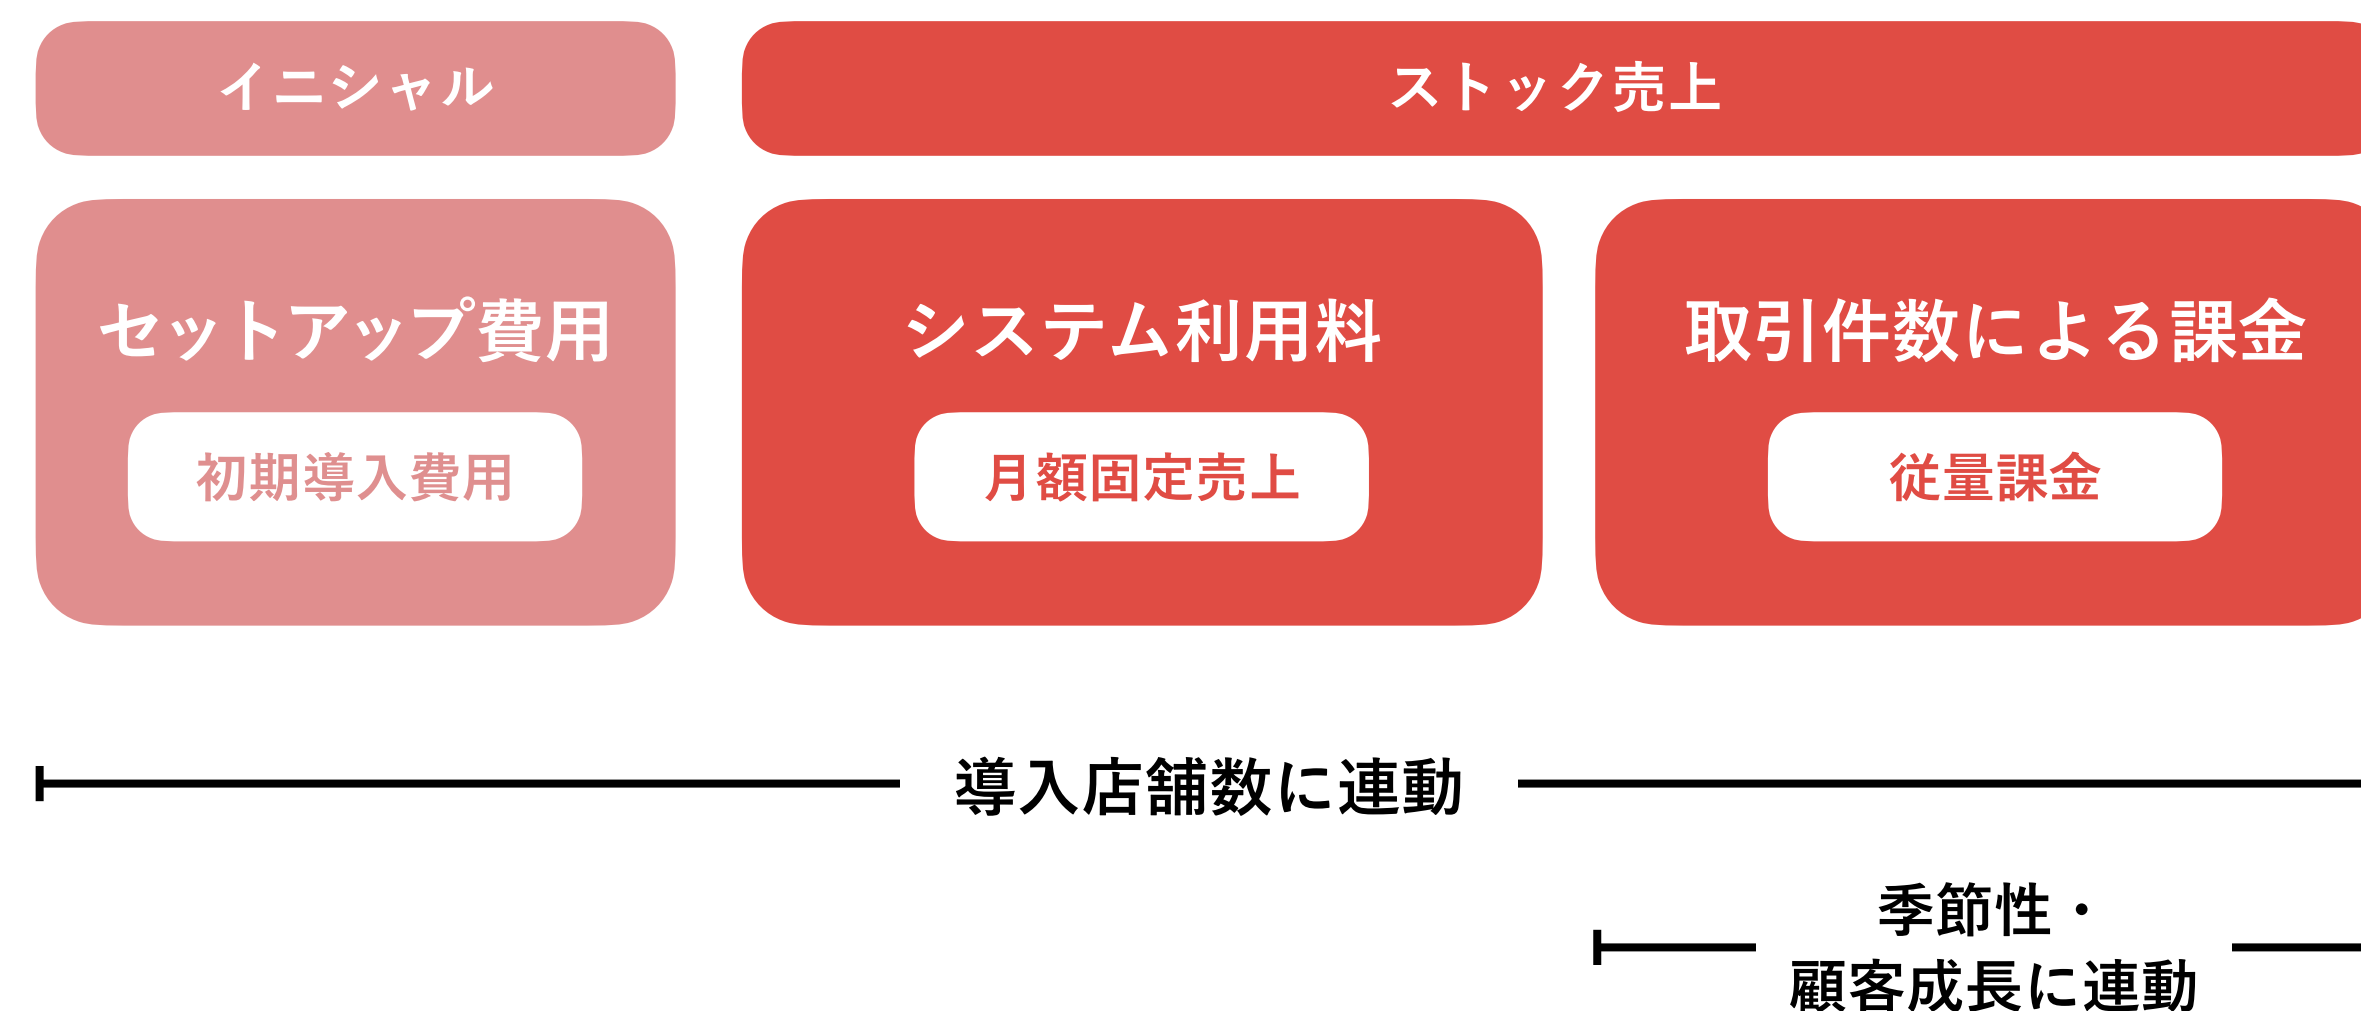 イニシャル
ストック売上
セットアップ費用
初期導入費用
システム利用料
月額固定売上
取引件数による課金
従量課金
導入店舗数に連動
季節性・
顧客成長に連動